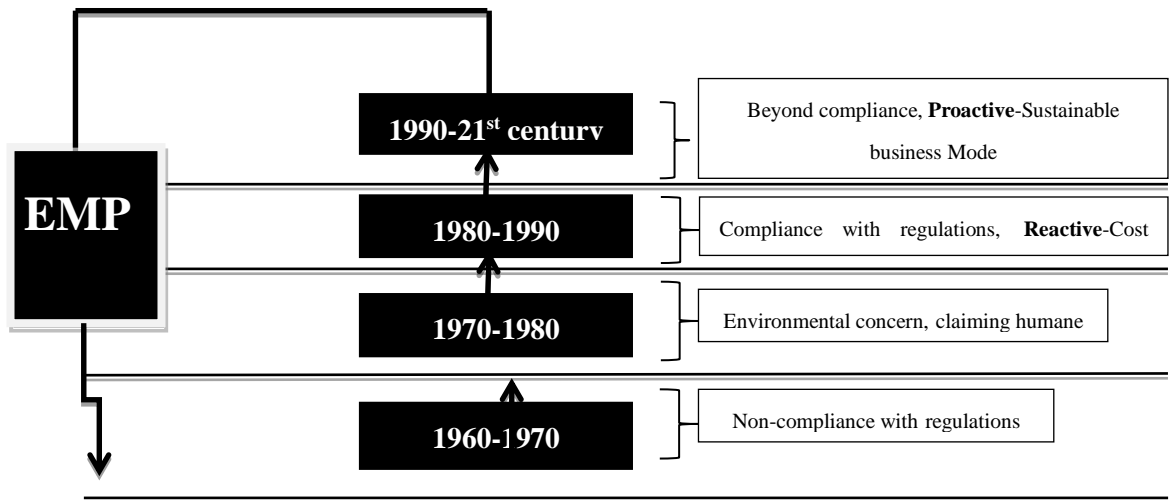 1990-21st century
Beyond compliance, Proactive-Sustainable
business Mode
EMP
1980-1990
Compliance with regulations, Reactive-Cost
1970-1980
Environmental concern, claiming humane
1960-1970
Non-compliance with regulations